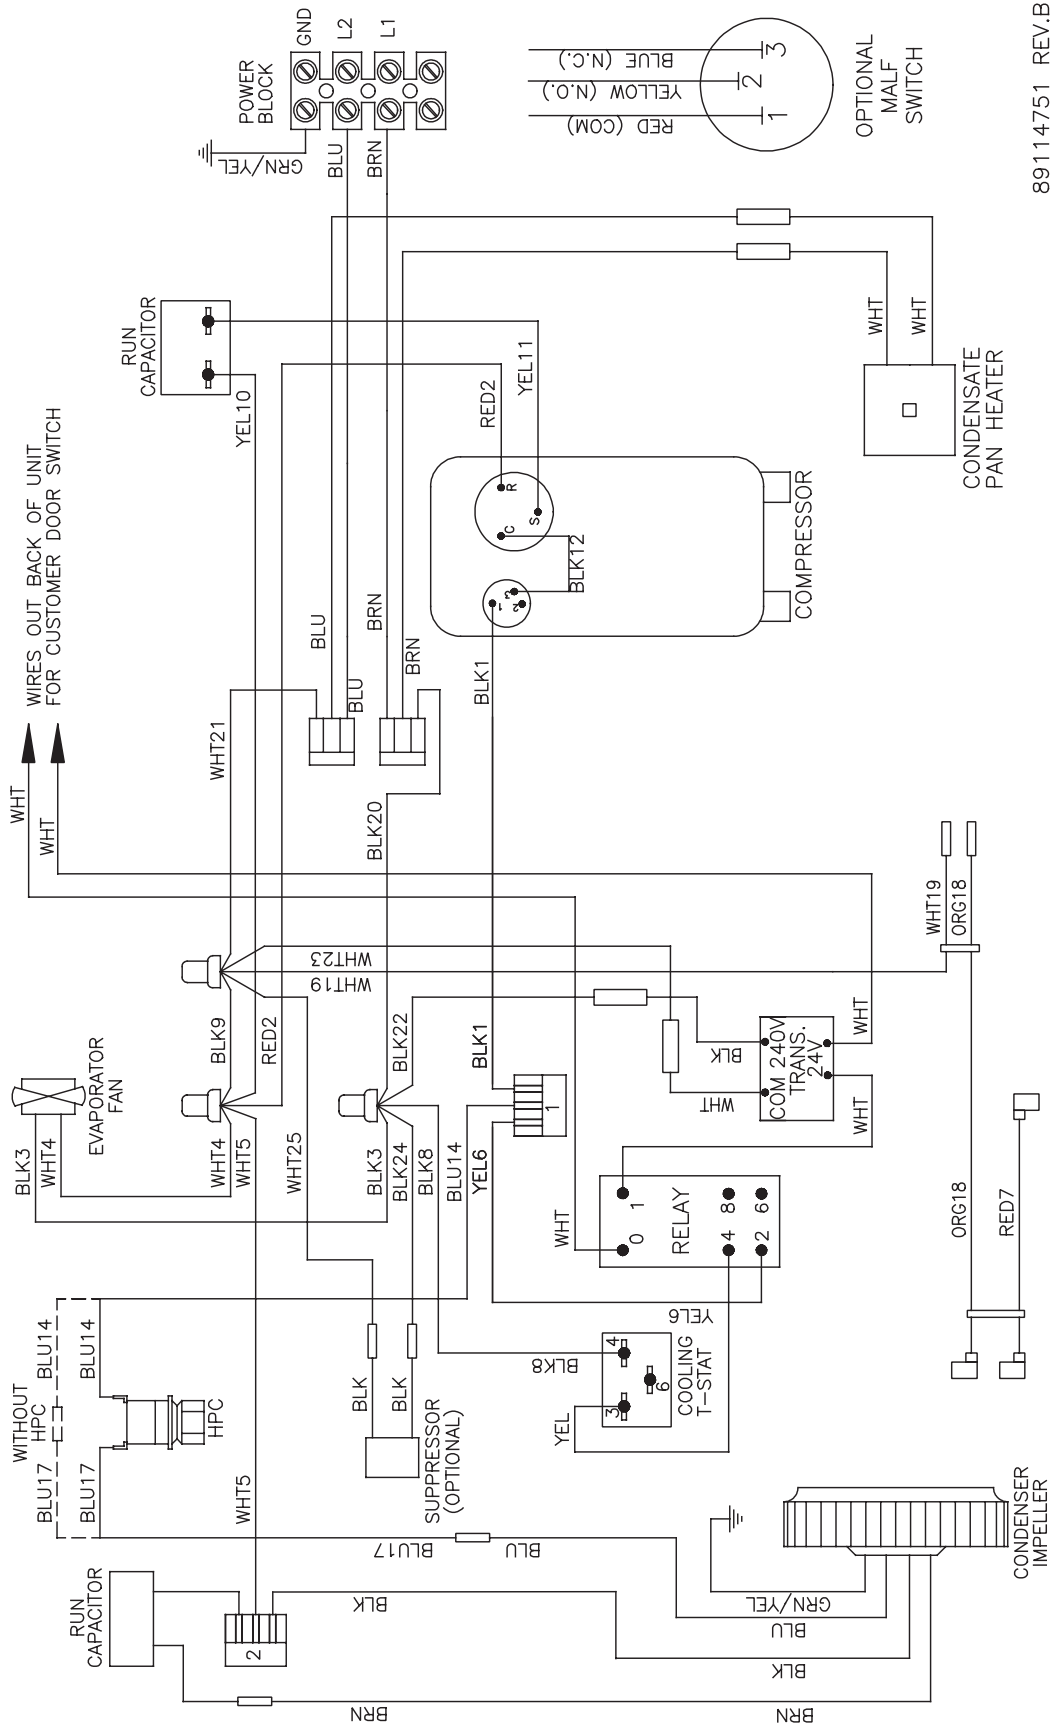 GND
L2
L1
POWER
BLOCK
GRN/YEL
BLU
BRN
BLUE (N.C.)
YELLOW (N.O.)
RED (COM)
3
2
1
OPTIONAL
MALF
SWITCH
89114751 REV.B
RUN
CAPACITOR
YEL10
YEL11
RED2
WHT
WHT
CONDENSATE
PAN HEATER
WIRES OUT BACK OF UNIT
FOR CUSTOMER DOOR SWITCH
WHT
WHT
R
S
C
BLK12
3
2
1
COMPRESSOR
BLU
BLU
BRN
BRN
BLK1
WHT21
BLK20
WHT23
WHT19
BLK9
RED2
BLK22
BLK1
WHT19
ORG18
EVAPORATOR
FAN
BLK3
WHT4
WHT4
WHT5
WHT25
BLK3
BLK24
BLK8
BLU14
YEL6
1
BLK
WHT
COM 240V
TRANS.
24V
WHT
WHT
WHT
0
1
RELAY
4
8
2
6
YEL6
ORG18
RED7
BLK8
4
3
6
COOLING
T-STAT
YEL
WITHOUT
HPC
BLU14
BLU14
BLU17
BLU17
HPC
WHT5
BLK
BLK
SUPPRESSOR
(OPTIONAL)
BLU17
BLU
RUN
CAPACITOR
2
BLK
GRN/YEL
BLU
BLK
BRN
BRN
CONDENSER
IMPELLER